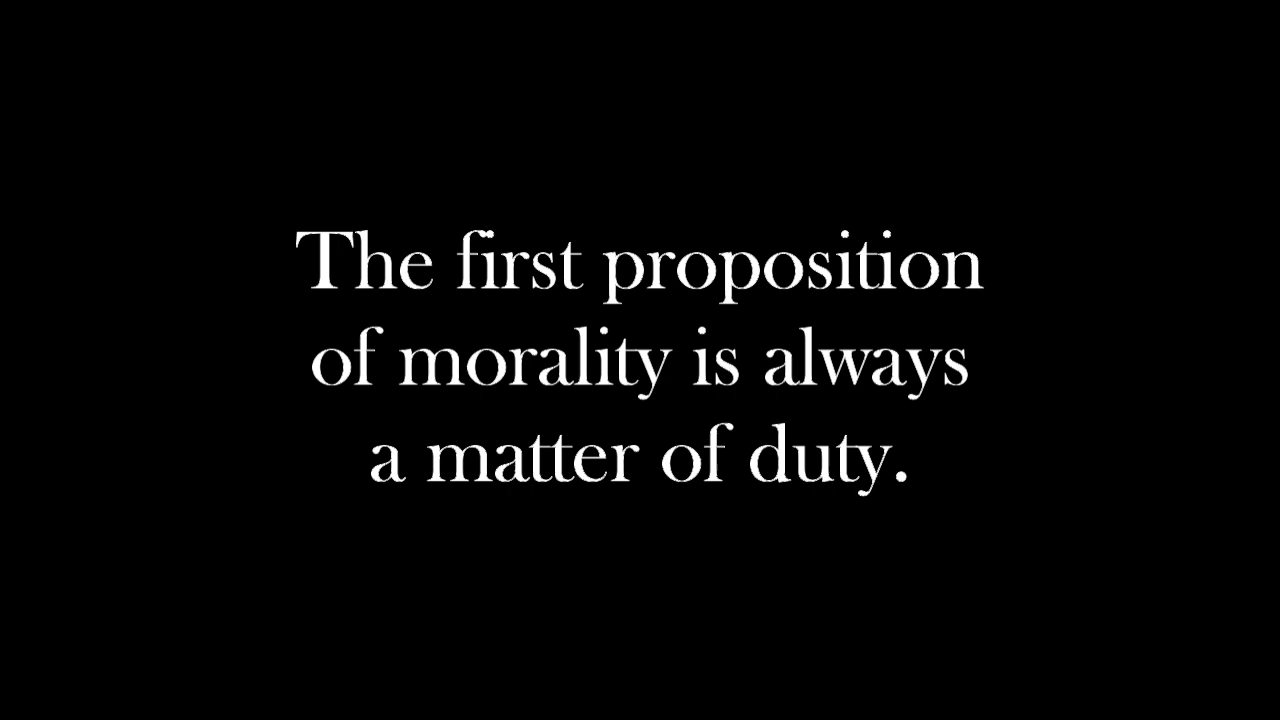 The first proposition
of morality is always
a matter of duty.